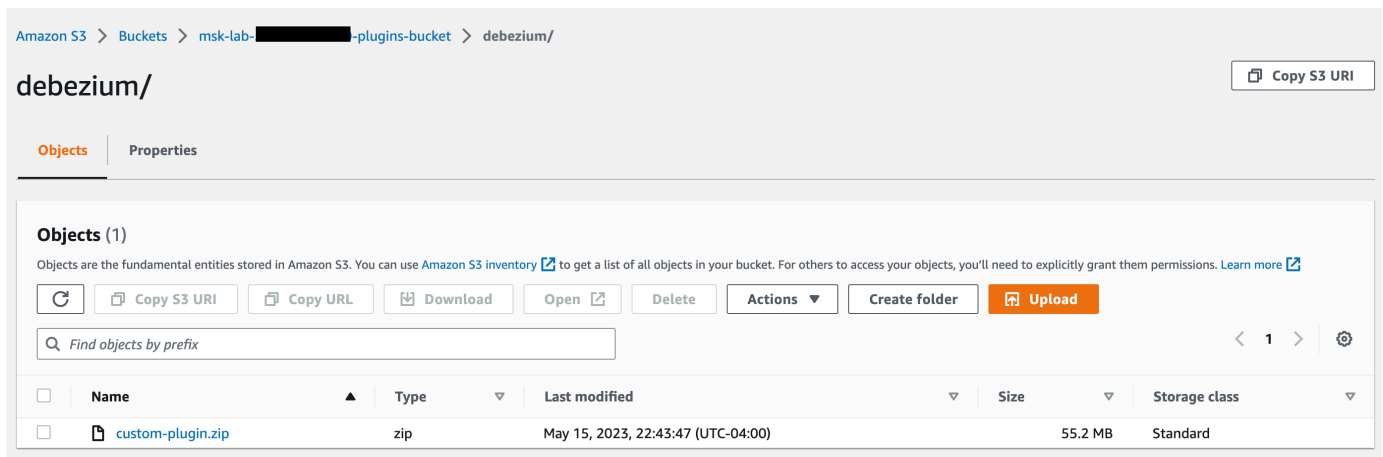 Amazon S3 > Buckets > msk-lab- -plugins-bucket > debezium/
debezium/
Copy S3 URI
Objects Properties
Objects (1)
Objects are the fundamental entities stored in Amazon S3. You can use Amazon S3 inventory to get a list of all objects in your bucket. For others to access your objects, you'll need to explicitly grant them permissions. Learn more
Copy S3 URI Copy URL Download Open Delete Actions Create folder Upload
Find objects by prefix
1
Name Type Last modified Size Storage class
custom-plugin.zip zip May 15, 2023, 22:43:47 (UTC-04:00) 55.2 MB Standard